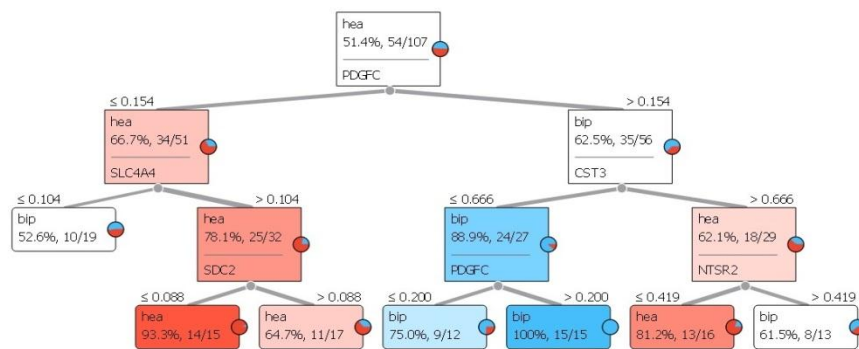 hea
51.4%, 54/107
PDGFC
≤ 0.154
> 0.154
hea
66.7%, 34/51
SLC4A4
bip
62.5%, 35/56
CST3
≤ 0.104
> 0.104
≤ 0.666
> 0.666
bip
52.6%, 10/19
hea
78.1%, 25/32
SDC2
bip
88.9%, 24/27
PDGFC
hea
62.1%, 18/29
NTSR2
≤ 0.088
> 0.088
≤ 0.200
> 0.200
≤ 0.419
> 0.419
hea
93.3%, 14/15
hea
64.7%, 11/17
bip
75.0%, 9/12
bip
100%, 15/15
hea
81.2%, 13/16
bip
61.5%, 8/13